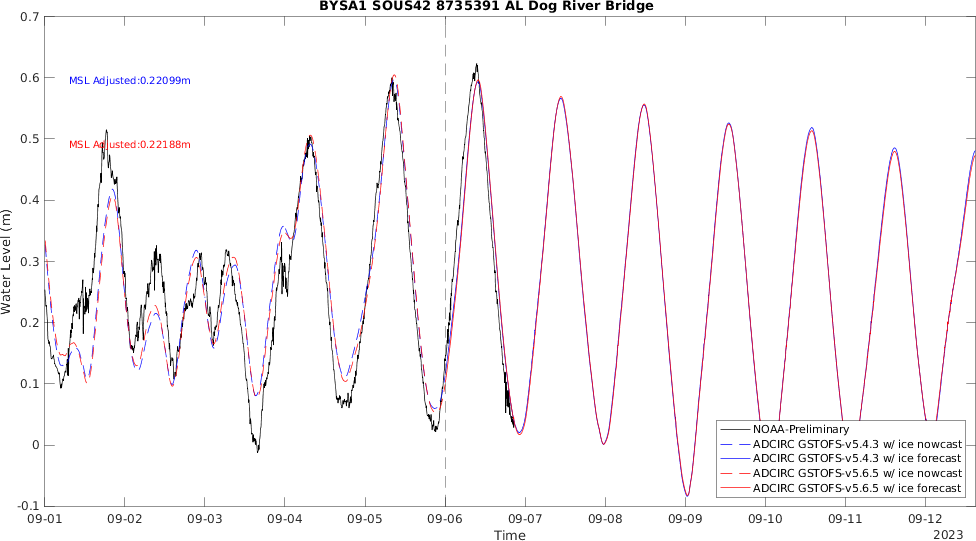 BYSA1 SOUS42 8735391 AL Dog River Bridge
0.7
0.6
0.5
0.4
0.3
0.2
0.1
0
-0.1
Water Level (m)
MSL Adjusted:0.22099m
MSL Adjusted:0.22188m
NOAA-Preliminary
ADCIRC GSTOFS-v5.4.3 w/ ice nowcast
ADCIRC GSTOFS-v5.4.3 w/ ice forecast
ADCIRC GSTOFS-v5.6.5 w/ ice nowcast
ADCIRC GSTOFS-v5.6.5 w/ ice forecast
09-01 09-02 09-03 09-04 09-05 09-06 09-07 09-08 09-09 09-10 09-11 09-12
Time
2023